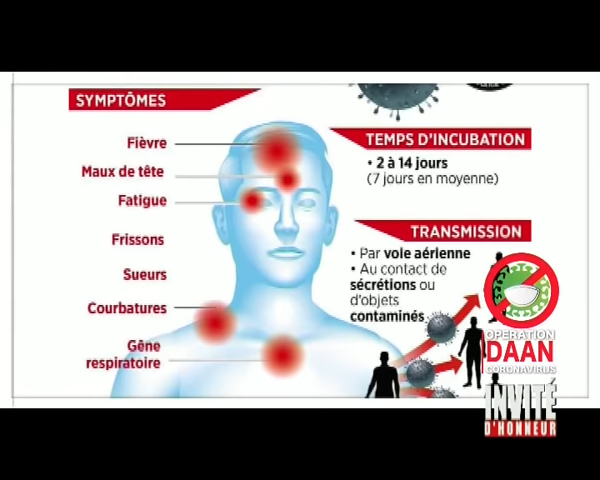 SYMPTÔMES
Fièvre
Maux de tête
Fatigue
Frissons
Sueurs
Courbatures
Gêne
respiratoire
TEMPS D'INCUBATION
• 2 à 14 jours
(7 jours en moyenne)
TRANSMISSION
• Par voie aérienne
• Au contact de
sécrétions ou
d'objets
contaminés
OPERATION
DAAN
CORONAVIRUS
INVITÉ
D'HONNEUR